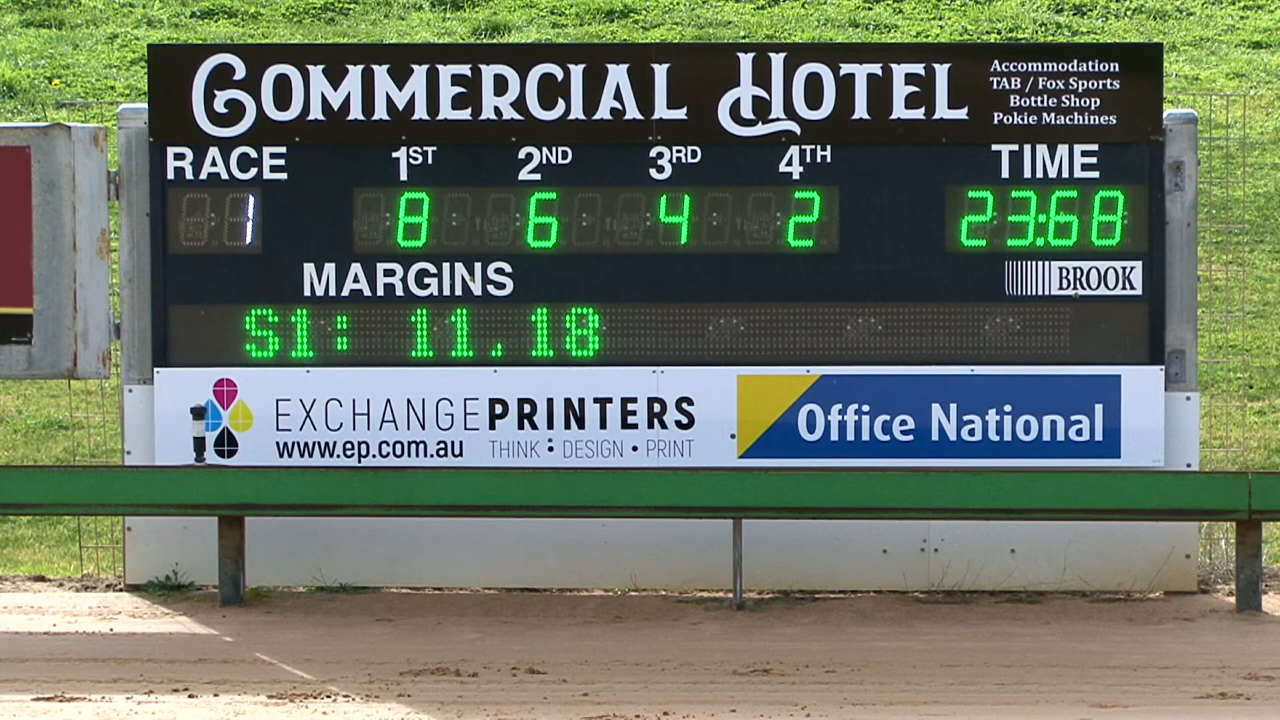 COMMERCIAL HOTEL
Accommodation
TAB / Fox Sports
Bottle Shop
Pokie Machines
RACE 1ST 2ND 3RD 4TH TIME
1 8 6 4 2 23:68
MARGINS
BROOK
S1: 11.18
EXCHANGEPRINTERS
www.ep.com.au THINK : DESIGN • PRINT
Office National